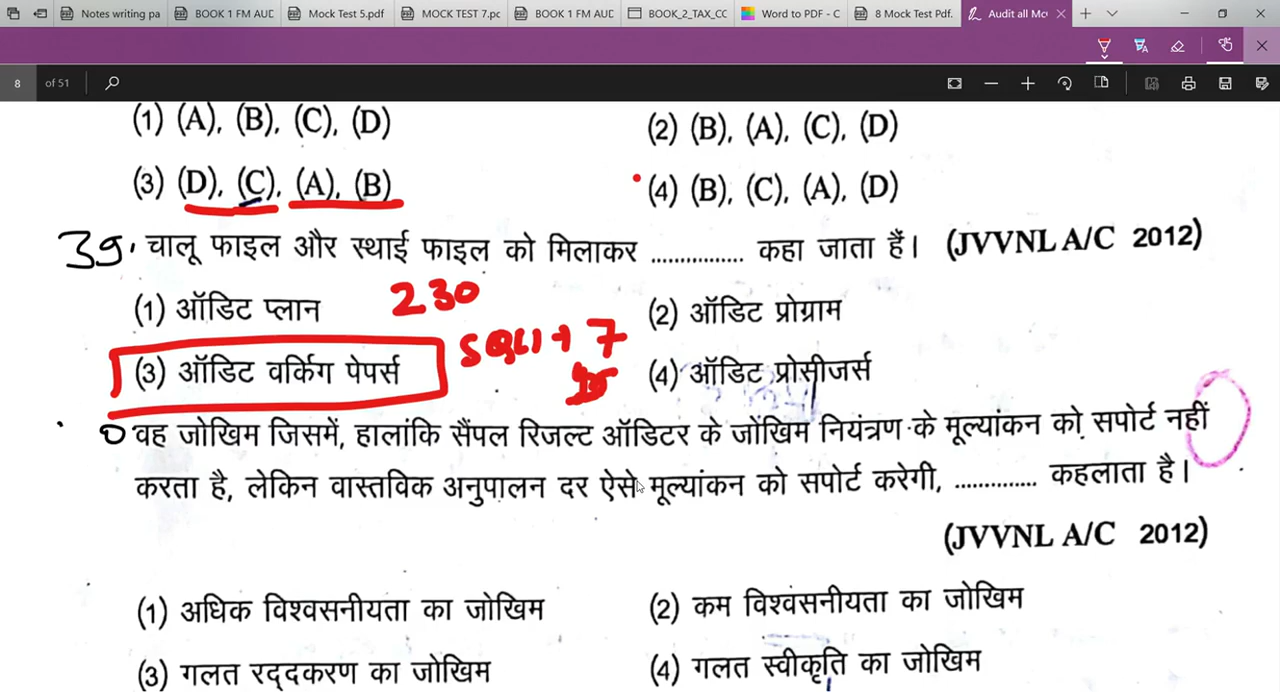 Notes writing pa BOOK 1 FM AUD Mock Test 5.pdf MOCK TEST 7.pc BOOK 1 FM AUD BOOK_2_TAX_CC Word to PDF - C 8 Mock Test Pdf. Audit all Mc
8 of 51
(1) (A), (B), (C), (D) (2) (B), (A), (C), (D)
(3) (D), (C), (A), (B) (4) (B), (C), (A), (D)
39. चालू फाइल और स्थाई फाइल को मिलाकर ................ कहा जाता हैं। (JVVNL A/C 2012)
(1) ऑडिट प्लान 230 (2) ऑडिट प्रोग्राम
(3) ऑडिट वर्किग पेपर्स 7 (4) ऑडिट प्रोसीजर्स
वह जोखिम जिसमें, हालांकि सैंपल रिजल्ट ऑडिटर के जोंखिम नियंत्रण के मूल्यांकन को सपोर्ट नहीं
करता है, लेकिन वास्तविक अनुपालन दर ऐसे मूल्यांकन को सपोर्ट करेगी, .............. कहलाता है।
(JVVNL A/C 2012)
(1) अधिक विश्वसनीयता का जोखिम (2) कम विश्वसनीयता का जोखिम
(3) गलत रद्दकरण का जोखिम (4) गलत स्वीकृति का जोखिम